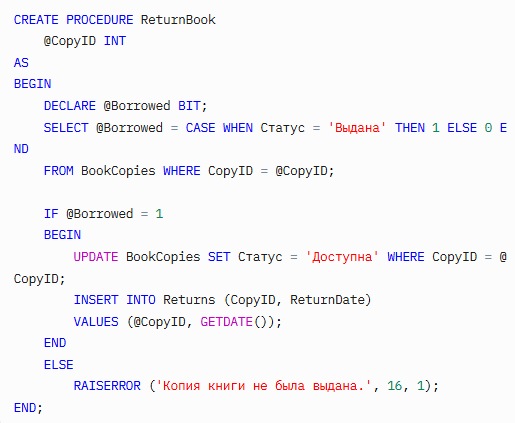 CREATE PROCEDURE ReturnBook
    @CopyID INT
AS
BEGIN
    DECLARE @Borrowed BIT;
    SELECT @Borrowed = CASE WHEN Статус = 'Выдана' THEN 1 ELSE 0 E
ND
    FROM BookCopies WHERE CopyID = @CopyID;

    IF @Borrowed = 1
    BEGIN
        UPDATE BookCopies SET Статус = 'Доступна' WHERE CopyID = @
CopyID;
        INSERT INTO Returns (CopyID, ReturnDate)
        VALUES (@CopyID, GETDATE());
    END
    ELSE
        RAISERROR ('Копия книги не была выдана.', 16, 1);
END;